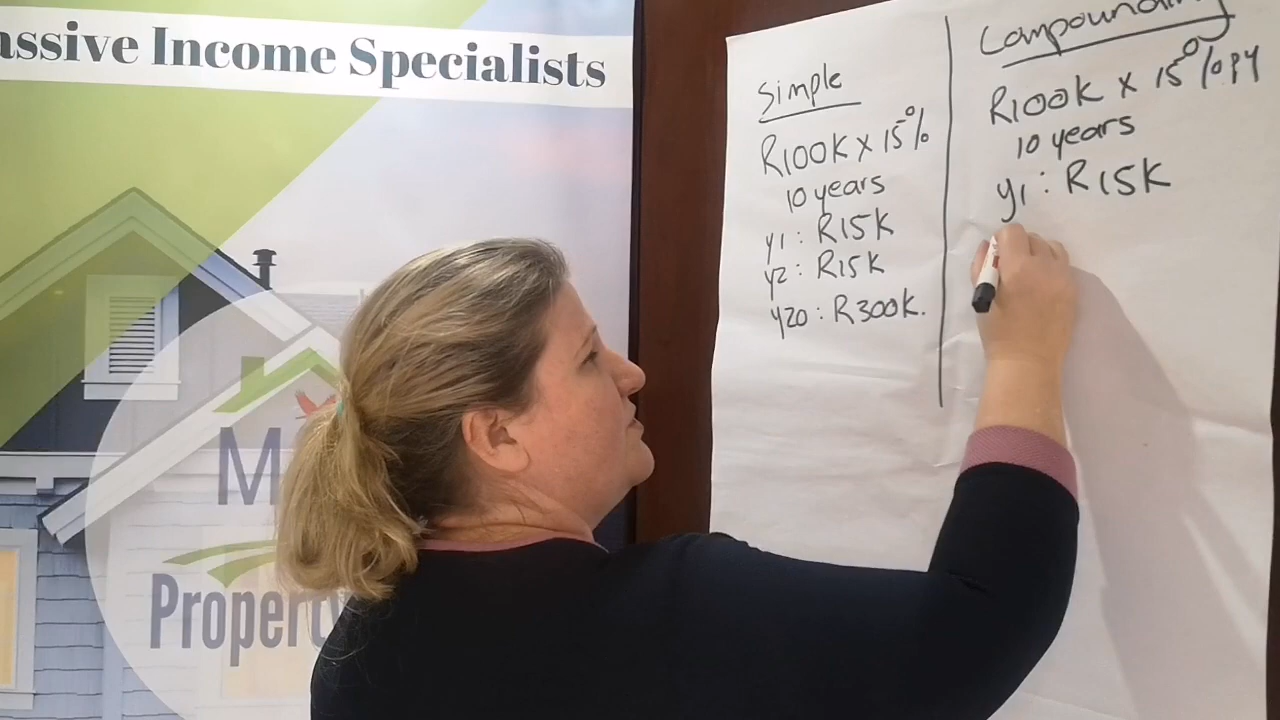 assive Income Specialists
M
Property
Simple
R100K x 15%
10 years
y1 : R15K
y2 : R15K
y20 : R300K.
Compounding
R100K x 15% py
10 years
y1 : R15K